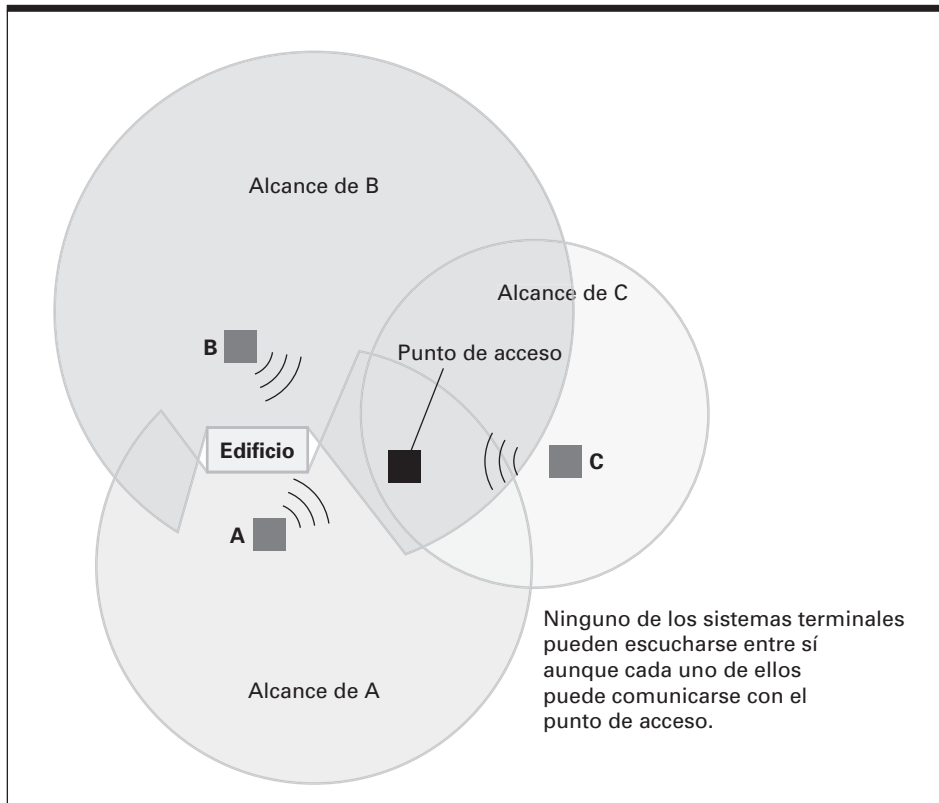 Alcance de B
Alcance de C
B
Punto de acceso
Edificio
C
A
Ninguno de los sistemas terminales
pueden escucharse entre sí
aunque cada uno de ellos
puede comunicarse con el
punto de acceso.
Alcance de A